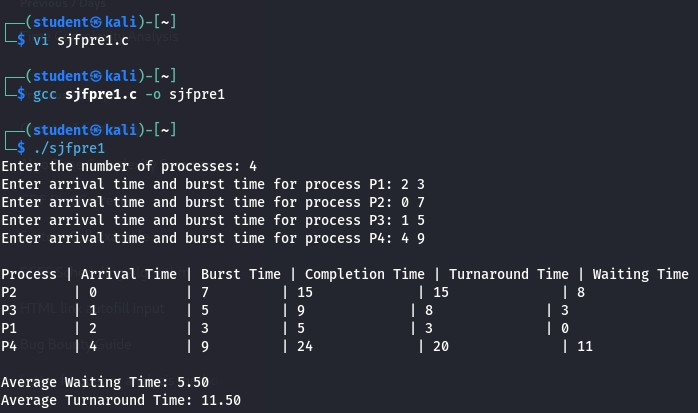 (student㉿kali)-[~]
$ vi sjfpre1.c
(student㉿kali)-[~]
$ gcc sjfpre1.c -o sjfpre1
(student㉿kali)-[~]
$ ./sjfpre1
Enter the number of processes: 4
Enter arrival time and burst time for process P1: 2 3
Enter arrival time and burst time for process P2: 0 7
Enter arrival time and burst time for process P3: 1 5
Enter arrival time and burst time for process P4: 4 9
Process | Arrival Time | Burst Time | Completion Time | Turnaround Time | Waiting Time
P2 | 0 | 7 | 15 | 15 | 8
P3 | 1 | 5 | 9 | 8 | 3
P1 | 2 | 3 | 5 | 3 | 0
P4 | 4 | 9 | 24 | 20 | 11
Average Waiting Time: 5.50
Average Turnaround Time: 11.50